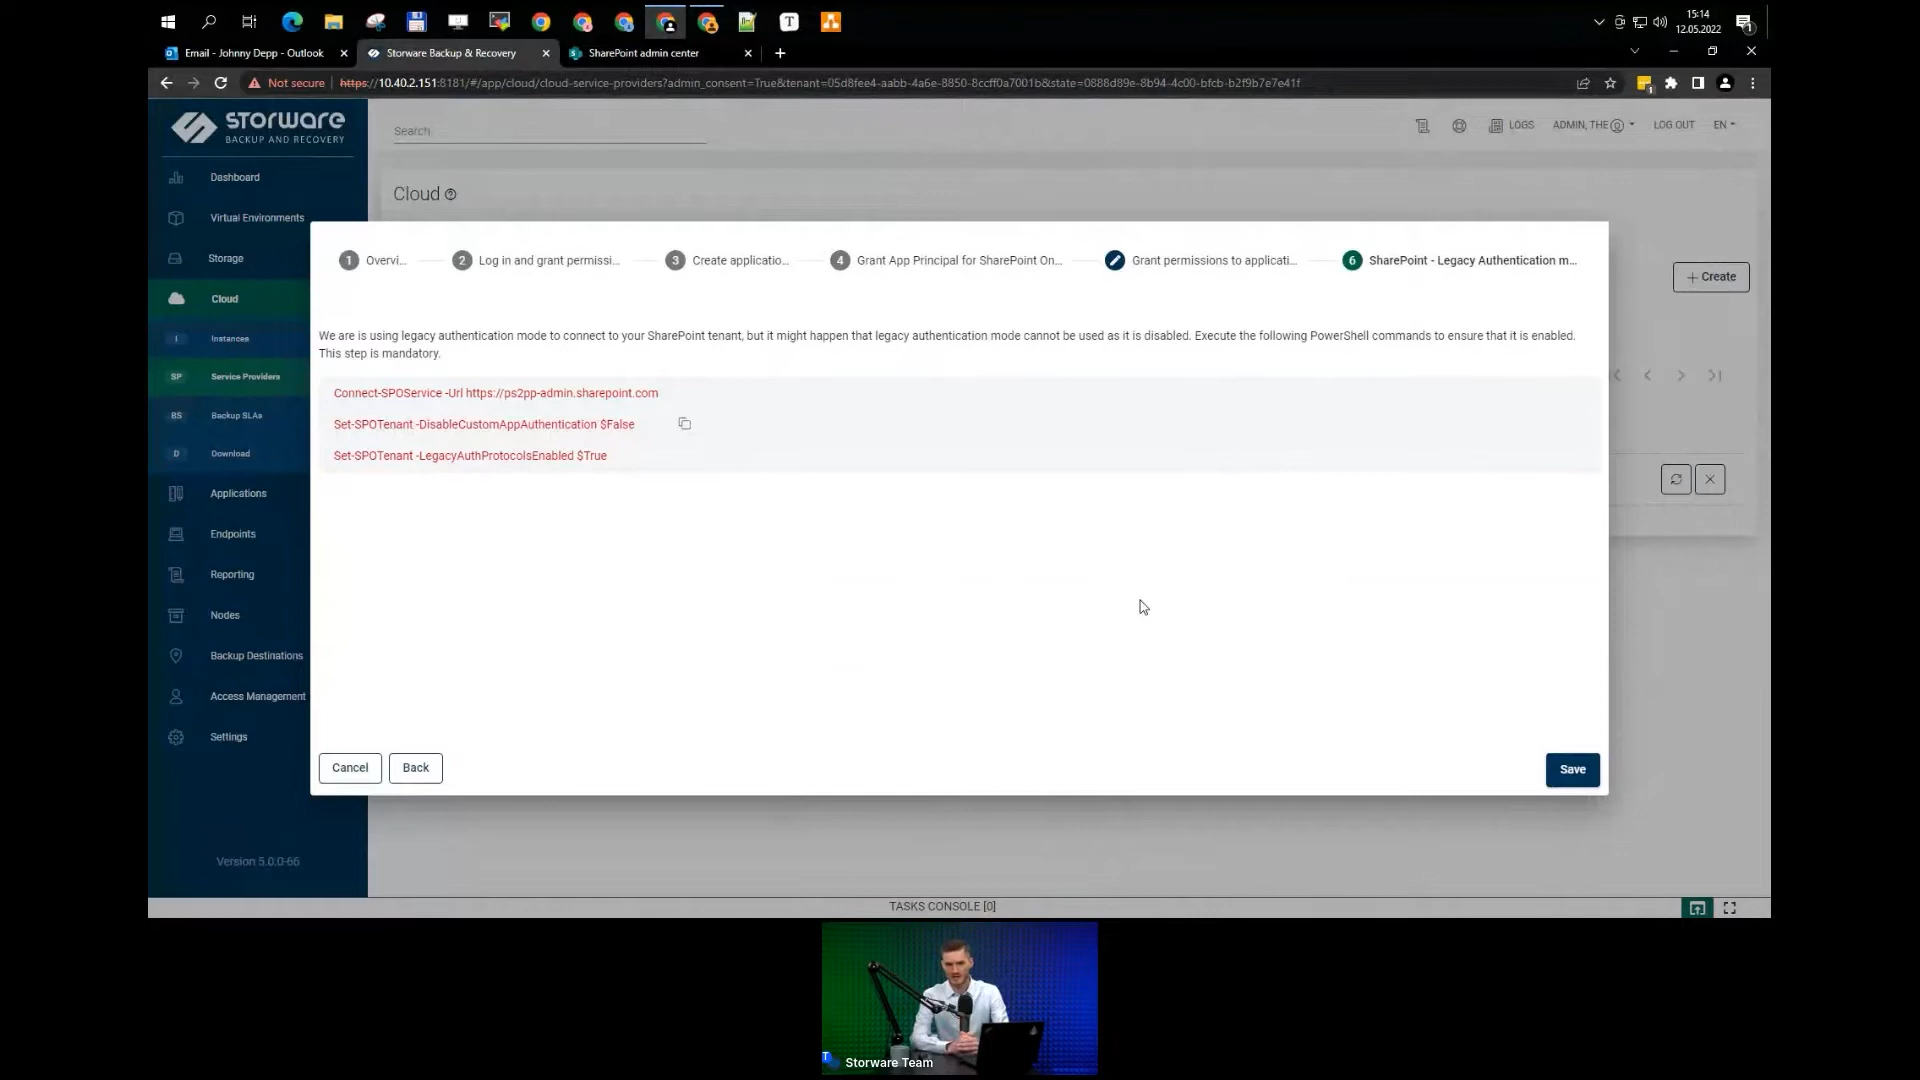 15:14
12.05.2022
1
Email - Johnny Depp - Outlook
Storware Backup & Recovery
SharePoint admin center
Not secure
https://10.40.2.151:8181/#/app/cloud/cloud-service-providers?admin_consent=True&tenant=05d8fee4-aabb-4a6e-8850-8ccff0a7001b&state=0888d89e-8b94-4c00-bfcb-b2f9b7e7e41f
1
STORWARE
BACKUP AND RECOVERY
Search
LOGS
ADMIN, THE
LOG OUT
EN
Dashboard
Virtual Environments
Storage
Cloud
I Instances
SP Service Providers
BS Backup SLAs
D Download
Applications
Endpoints
Reporting
Nodes
Backup Destinations
Access Management
Settings
Version 5.0.0-66
Cloud
+ Create
1 Overvi...
2 Log in and grant permissi...
3 Create applicatio...
4 Grant App Principal for SharePoint On...
Grant permissions to applicati...
6 SharePoint - Legacy Authentication m...
We are is using legacy authentication mode to connect to your SharePoint tenant, but it might happen that legacy authentication mode cannot be used as it is disabled. Execute the following PowerShell commands to ensure that it is enabled.
This step is mandatory.
Connect-SPOService -Url https://ps2pp-admin.sharepoint.com
Set-SPOTenant -DisableCustomAppAuthentication $False
Set-SPOTenant -LegacyAuthProtocolsEnabled $True
Cancel
Back
Save
TASKS CONSOLE [0]
Storware Team